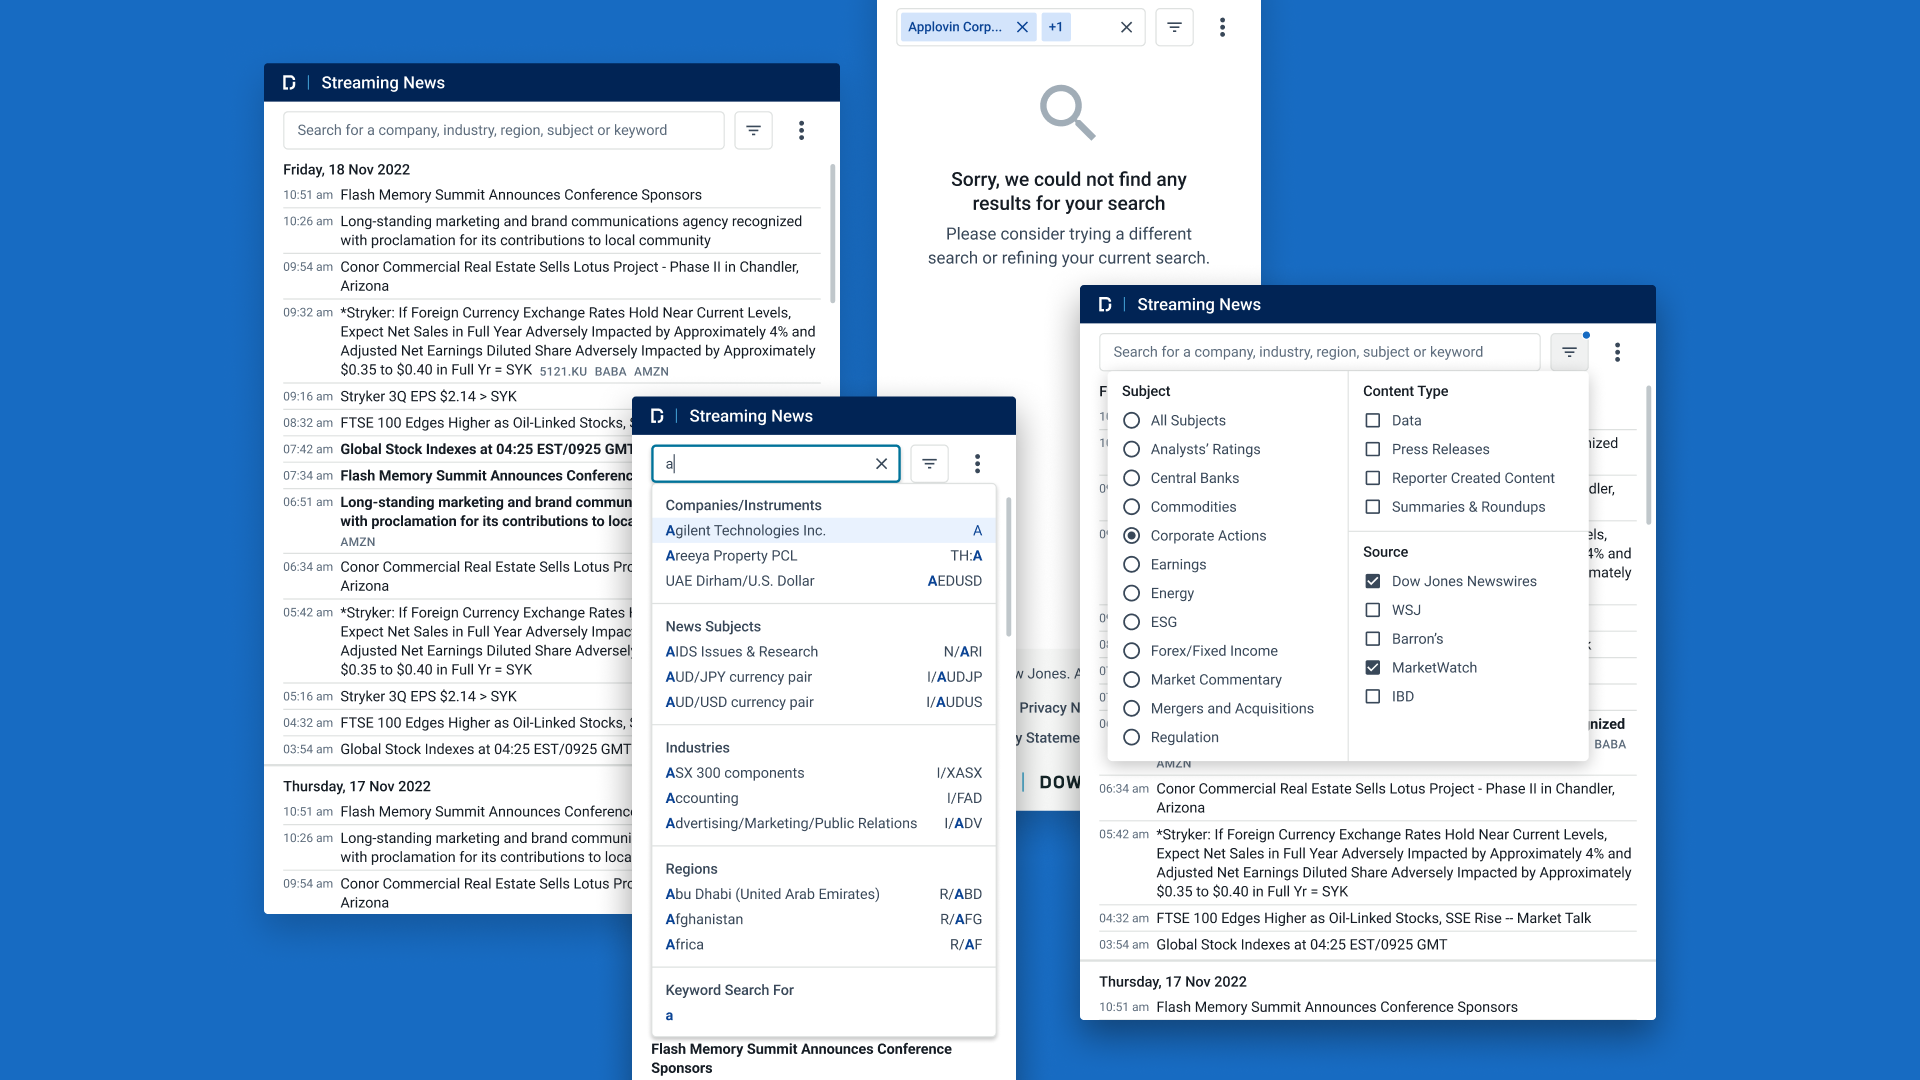 Streaming News
Search for a company, industry, region, subject or keyword
Friday, 18 Nov 2022
10:51 am Flash Memory Summit Announces Conference Sponsors
10:26 am Long-standing marketing and brand communications agency recognized
with proclamation for its contributions to local community
09:54 am Conor Commercial Real Estate Sells Lotus Project - Phase II in Chandler,
Arizona
09:32 am *Stryker: If Foreign Currency Exchange Rates Hold Near Current Levels,
Expect Net Sales in Full Year Adversely Impacted by Approximately 4% and
Adjusted Net Earnings Diluted Share Adversely Impacted by Approximately
$0.35 to $0.40 in Full Yr = SYK 5121.KU BABA AMZN
09:16 am Stryker 3Q EPS $2.14 > SYK
08:32 am FTSE 100 Edges Higher as Oil-Linked Stocks,
07:42 am Global Stock Indexes at 04:25 EST/0925 GMT
07:34 am Flash Memory Summit Announces Conferenc
06:51 am Long-standing marketing and brand commun
with proclamation for its contributions to loca
AMZN
06:34 am Conor Commercial Real Estate Sells Lotus Pro
Arizona
05:42 am *Stryker: If Foreign Currency Exchange Rates H
Expect Net Sales in Full Year Adversely Impac
Adjusted Net Earnings Diluted Share Adversely
$0.35 to $0.40 in Full Yr = SYK
05:16 am Stryker 3Q EPS $2.14 > SYK
04:32 am FTSE 100 Edges Higher as Oil-Linked Stocks,
03:54 am Global Stock Indexes at 04:25 EST/0925 GMT
Thursday, 17 Nov 2022
10:51 am Flash Memory Summit Announces Conference
10:26 am Long-standing marketing and brand communi
with proclamation for its contributions to loca
09:54 am Conor Commercial Real Estate Sells Lotus Pro
Arizona
Applovin Corp... +1
Sorry, we could not find any
results for your search
Please consider trying a different
search or refining your current search.
w Jones. A
Privacy N
y Stateme
DOW
Streaming News
a
Companies/Instruments
Agilent Technologies Inc. A
Areeya Property PCL TH:A
UAE Dirham/U.S. Dollar AEDUSD
News Subjects
AIDS Issues & Research N/ARI
AUD/JPY currency pair I/AUDJP
AUD/USD currency pair I/AUDUS
Industries
ASX 300 components I/XASX
Accounting I/FAD
Advertising/Marketing/Public Relations I/ADV
Regions
Abu Dhabi (United Arab Emirates) R/ABD
Afghanistan R/AFG
Africa R/AF
Keyword Search For
a
Flash Memory Summit Announces Conference
Sponsors
Streaming News
Search for a company, industry, region, subject or keyword
Subject
All Subjects
Analysts' Ratings
Central Banks
Commodities
Corporate Actions
Earnings
Energy
ESG
Forex/Fixed Income
Market Commentary
Mergers and Acquisitions
Regulation
Content Type
Data
Press Releases
Reporter Created Content
Summaries & Roundups
Source
Dow Jones Newswires
WSJ
Barron's
MarketWatch
IBD
nized
dler,
els,
4% and
mately
nized
BABA
AMZN
06:34 am Conor Commercial Real Estate Sells Lotus Project - Phase II in Chandler,
Arizona
05:42 am *Stryker: If Foreign Currency Exchange Rates Hold Near Current Levels,
Expect Net Sales in Full Year Adversely Impacted by Approximately 4% and
Adjusted Net Earnings Diluted Share Adversely Impacted by Approximately
$0.35 to $0.40 in Full Yr = SYK
04:32 am FTSE 100 Edges Higher as Oil-Linked Stocks, SSE Rise -- Market Talk
03:54 am Global Stock Indexes at 04:25 EST/0925 GMT
Thursday, 17 Nov 2022
10:51 am Flash Memory Summit Announces Conference Sponsors